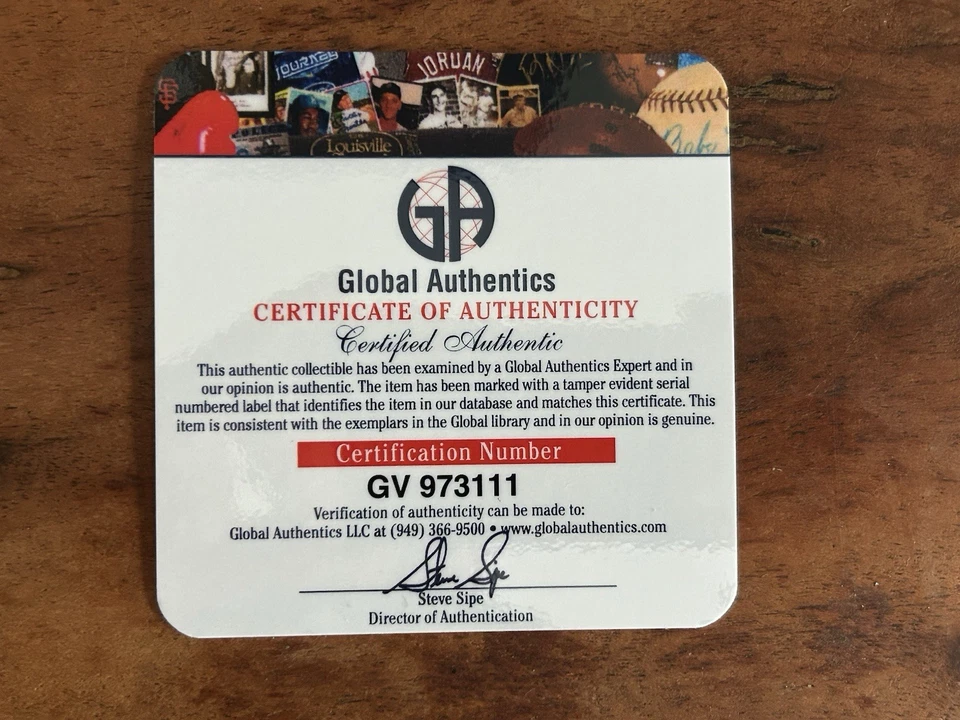 JOURNEY
JORDAN
Louisville
Babe
GA
Global Authentics
CERTIFICATE OF AUTHENTICITY
Certified Authentic
This authentic collectible has been examined by a Global Authentics Expert and in
our opinion is authentic. The item has been marked with a tamper evident serial
numbered label that identifies the item in our database and matches this certificate. This
item is consistent with the exemplars in the Global library and in our opinion is genuine.
Certification Number
GV 973111
Verification of authenticity can be made to:
Global Authentics LLC at (949) 366-9500 • www.globalauthentics.com
Steve Sipe
Steve Sipe
Director of Authentication